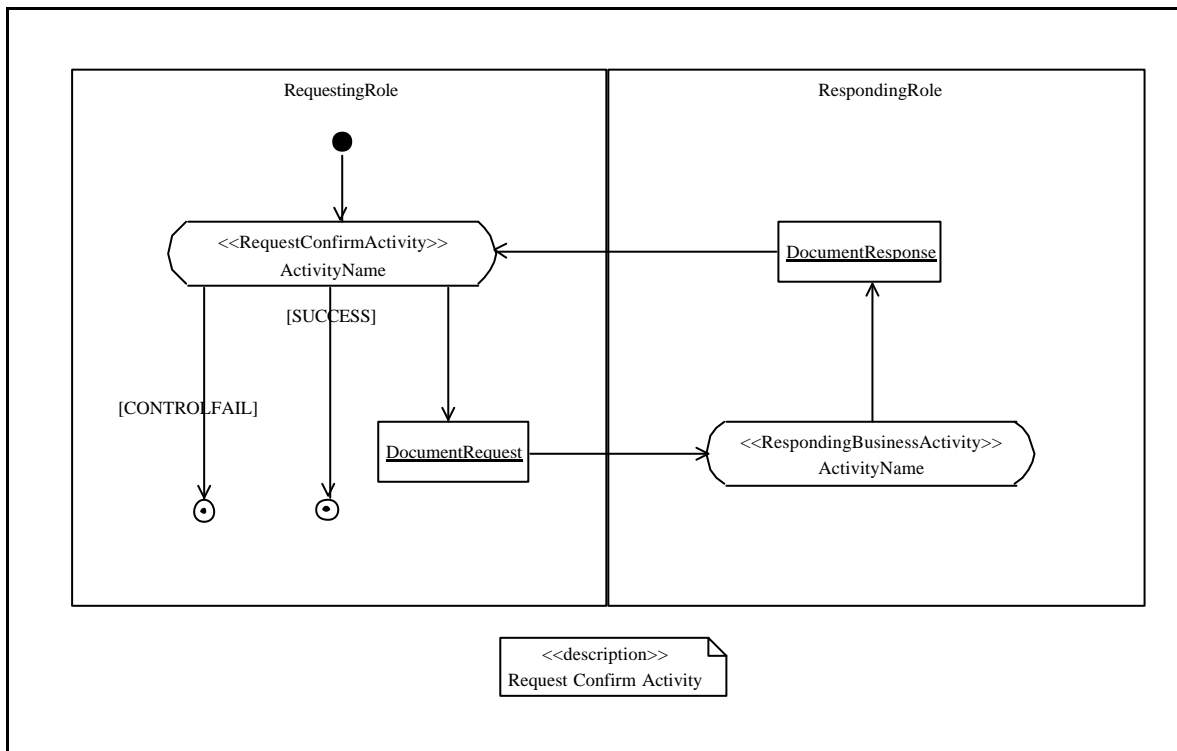 RequestingRole
RespondingRole
<<RequestConfirmActivity>>
ActivityName
DocumentResponse
[SUCCESS]
[CONTROLFAIL]
DocumentRequest
<<RespondingBusinessActivity>>
ActivityName
<<description>>
Request Confirm Activity